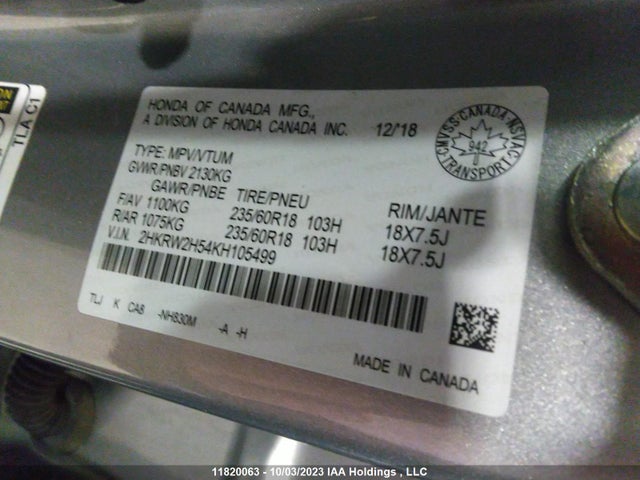 HONDA OF CANADA MFG.,
A DIVISION OF HONDA CANADA INC. 12/'18
CMVSS·CANADA·NSVAC
942
TRANSPORT
TYPE: MPV/VTUM
GVWR/PNBV 2130KG
GAWR/PNBE TIRE/PNEU RIM/JANTE
F/AV 1100KG 235/60R18 103H 18X7.5J
R/AR 1075KG 235/60R18 103H 18X7.5J
V.I.N. 2HKRW2H54KH105499
TLJ K CA8 -NH830M -A -H
MADE IN CANADA
TLA C1
11820063 - 10/03/2023 IAA Holdings , LLC